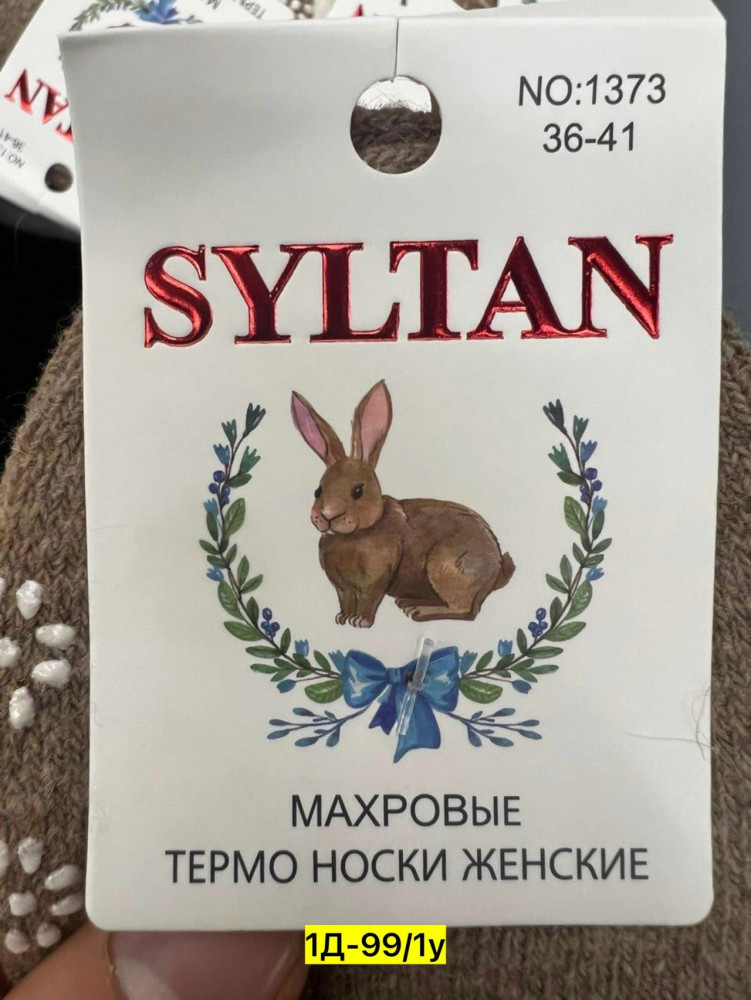 NO:1373
36-41
SYLTAN
МАХРОВЫЕ
ТЕРМО НОСКИ ЖЕНСКИЕ
1Д-99/1у